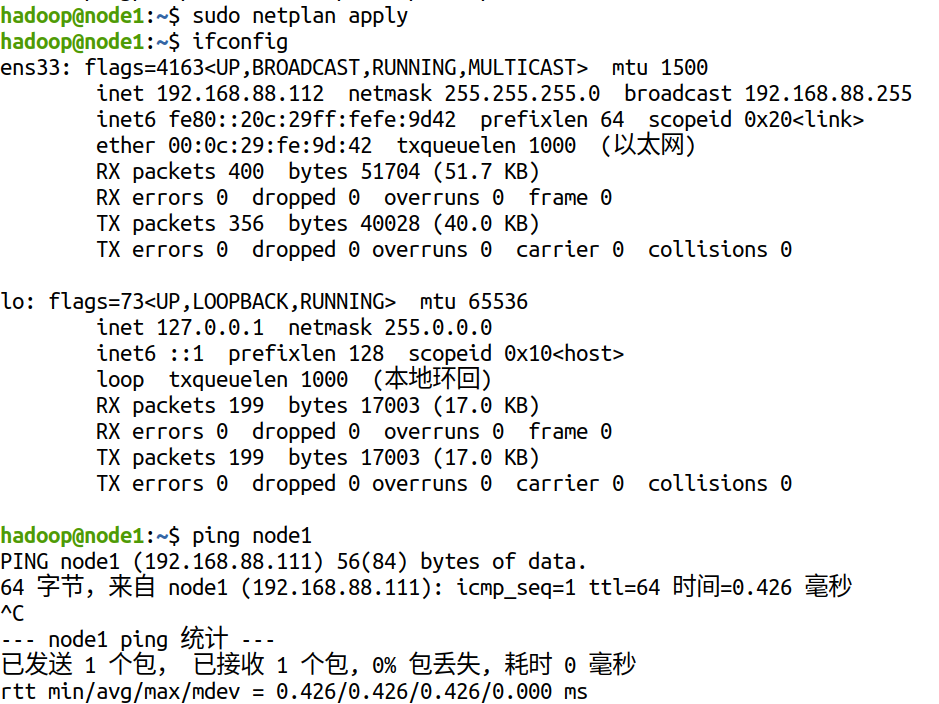 hadoop@node1:~$ sudo netplan apply
hadoop@node1:~$ ifconfig
ens33: flags=4163<UP,BROADCAST,RUNNING,MULTICAST>  mtu 1500
        inet 192.168.88.112  netmask 255.255.255.0  broadcast 192.168.88.255
        inet6 fe80::20c:29ff:fefe:9d42  prefixlen 64  scopeid 0x20<link>
        ether 00:0c:29:fe:9d:42  txqueuelen 1000  (以太网)
        RX packets 400  bytes 51704 (51.7 KB)
        RX errors 0  dropped 0  overruns 0  frame 0
        TX packets 356  bytes 40028 (40.0 KB)
        TX errors 0  dropped 0 overruns 0  carrier 0  collisions 0

lo: flags=73<UP,LOOPBACK,RUNNING>  mtu 65536
        inet 127.0.0.1  netmask 255.0.0.0
        inet6 ::1  prefixlen 128  scopeid 0x10<host>
        loop  txqueuelen 1000  (本地环回)
        RX packets 199  bytes 17003 (17.0 KB)
        RX errors 0  dropped 0  overruns 0  frame 0
        TX packets 199  bytes 17003 (17.0 KB)
        TX errors 0  dropped 0 overruns 0  carrier 0  collisions 0

hadoop@node1:~$ ping node1
PING node1 (192.168.88.111) 56(84) bytes of data.
64 字节，来自 node1 (192.168.88.111): icmp_seq=1 ttl=64 时间=0.426 毫秒
^C
--- node1 ping 统计 ---
已发送 1 个包， 已接收 1 个包, 0% 包丢失, 耗时 0 毫秒
rtt min/avg/max/mdev = 0.426/0.426/0.426/0.000 ms